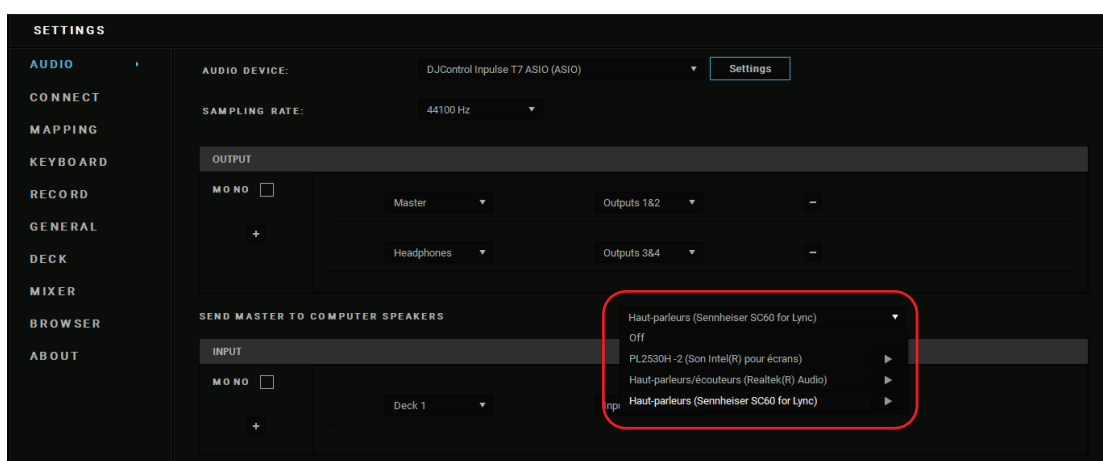 SETTINGS
AUDIO
CONNECT
MAPPING
KEYBOARD
RECORD
GENERAL
DECK
MIXER
BROWSER
ABOUT
AUDIO DEVICE: DJControl Inpulse T7 ASIO (ASIO) Settings
SAMPLING RATE: 44100 Hz
OUTPUT
MONO
Master Outputs 1&2 –
+
Headphones Outputs 3&4 –
SEND MASTER TO COMPUTER SPEAKERS Haut-parleurs (Sennheiser SC60 for Lync)
Off
PL2530H -2 (Son Intel(R) pour écrans)
Haut-parleurs/écouteurs (Realtek(R) Audio)
Haut-parleurs (Sennheiser SC60 for Lync)
INPUT
MONO
Deck 1
+